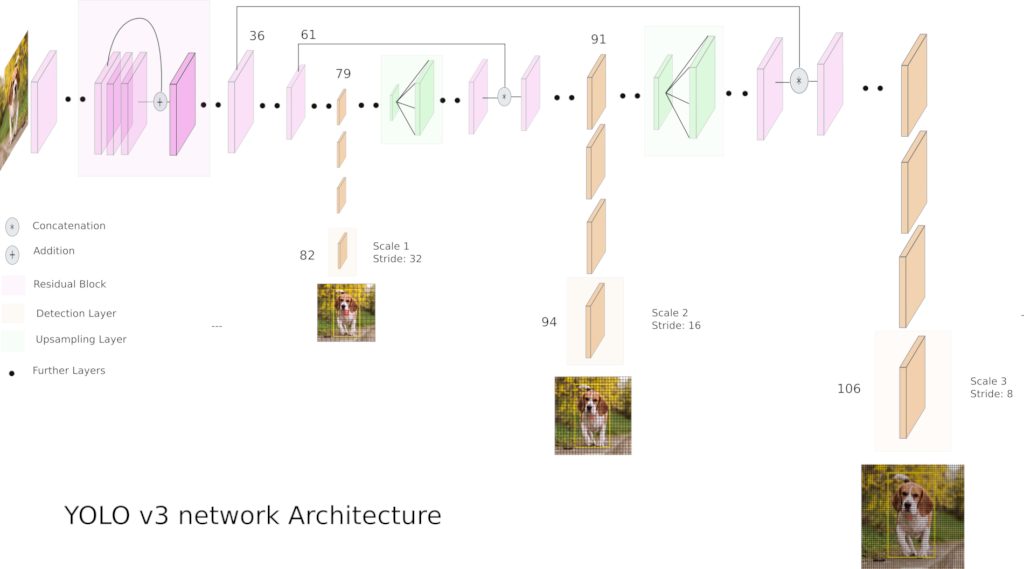 36
61
91
79
+
*
*
* Concatenation
+ Addition
Residual Block
Detection Layer
Upsampling Layer
Further Layers
---
82
Scale 1
Stride: 32
94
Scale 2
Stride: 16
106
Scale 3
Stride: 8
YOLO v3 network Architecture